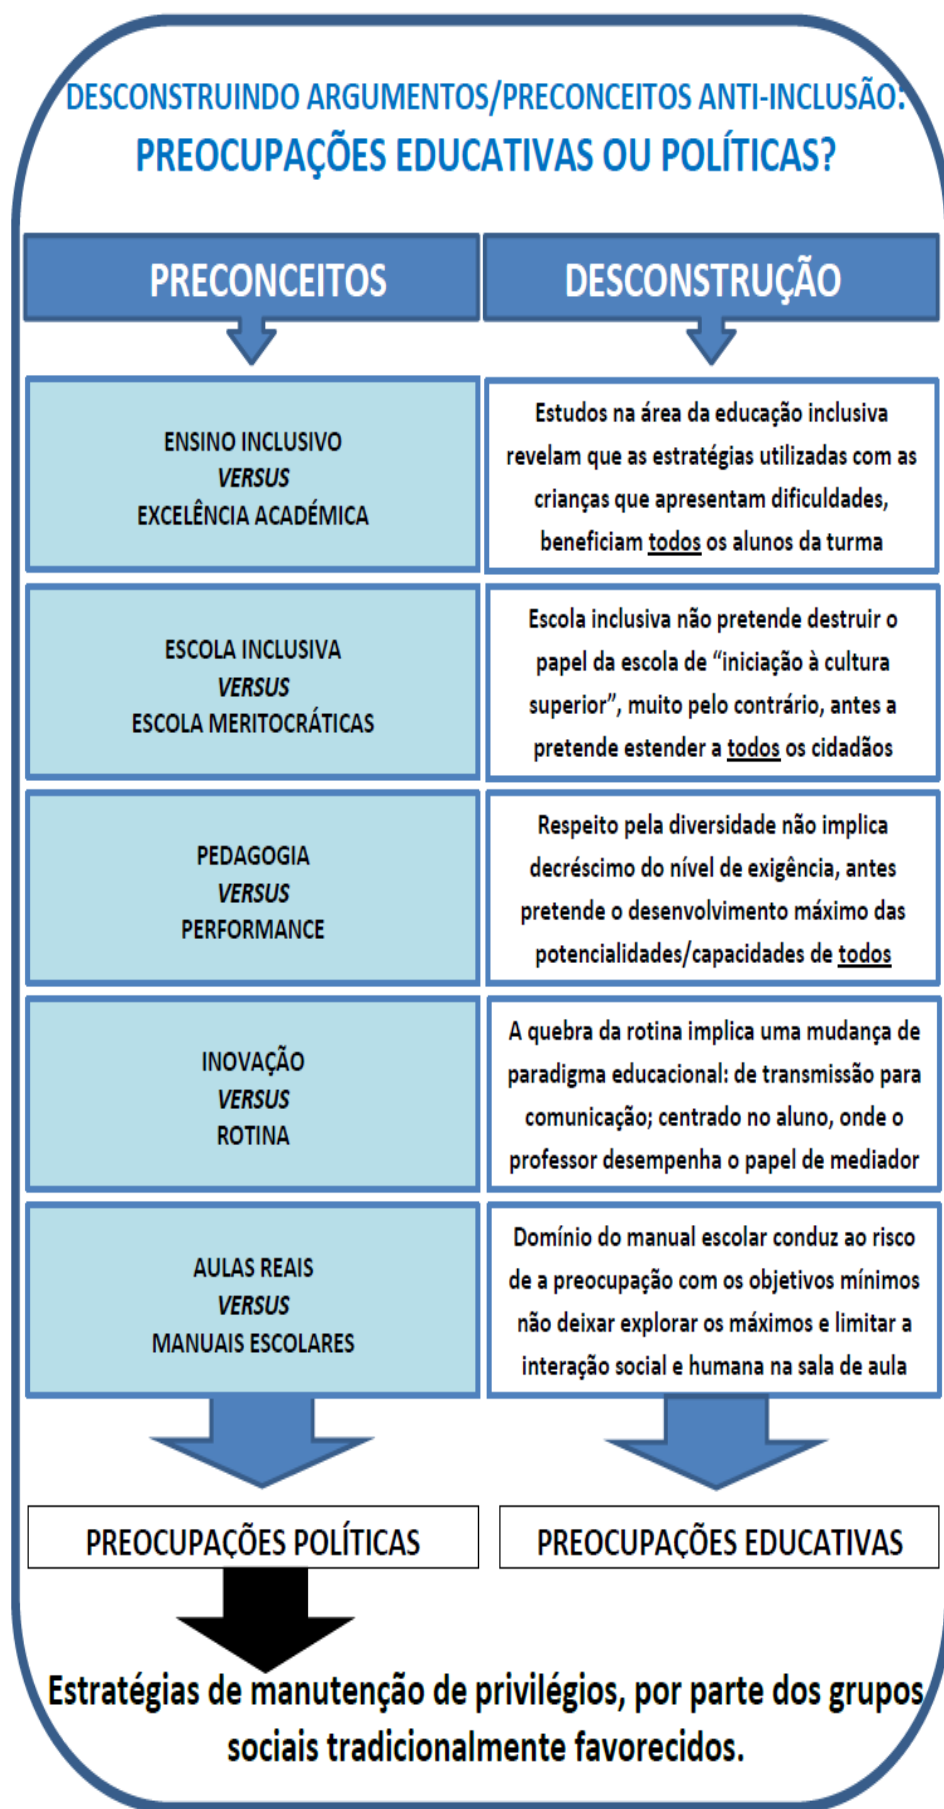 DESCONSTRUINDO ARGUMENTOS/PRECONCEITOS ANTI-INCLUSÃO:
PREOCUPAÇÕES EDUCATIVAS OU POLÍTICAS?
PRECONCEITOS
DESCONSTRUÇÃO
ENSINO INCLUSIVO
VERSUS
EXCELÊNCIA ACADÉMICA
Estudos na área da educação inclusiva
revelam que as estratégias utilizadas com as
crianças que apresentam dificuldades,
beneficiam todos os alunos da turma
ESCOLA INCLUSIVA
VERSUS
ESCOLA MERITOCRÁTICAS
Escola inclusiva não pretende destruir o
papel da escola de “iniciação à cultura
superior”, muito pelo contrário, antes a
pretende estender a todos os cidadãos
PEDAGOGIA
VERSUS
PERFORMANCE
Respeito pela diversidade não implica
decréscimo do nível de exigência, antes
pretende o desenvolvimento máximo das
potencialidades/capacidades de todos
INOVAÇÃO
VERSUS
ROTINA
A quebra da rotina implica uma mudança de
paradigma educacional: de transmissão para
comunicação; centrado no aluno, onde o
professor desempenha o papel de mediador
AULAS REAIS
VERSUS
MANUAIS ESCOLARES
Domínio do manual escolar conduz ao risco
de a preocupação com os objetivos mínimos
não deixar explorar os máximos e limitar a
interação social e humana na sala de aula
PREOCUPAÇÕES POLÍTICAS
PREOCUPAÇÕES EDUCATIVAS
Estratégias de manutenção de privilégios, por parte dos grupos
sociais tradicionalmente favorecidos.